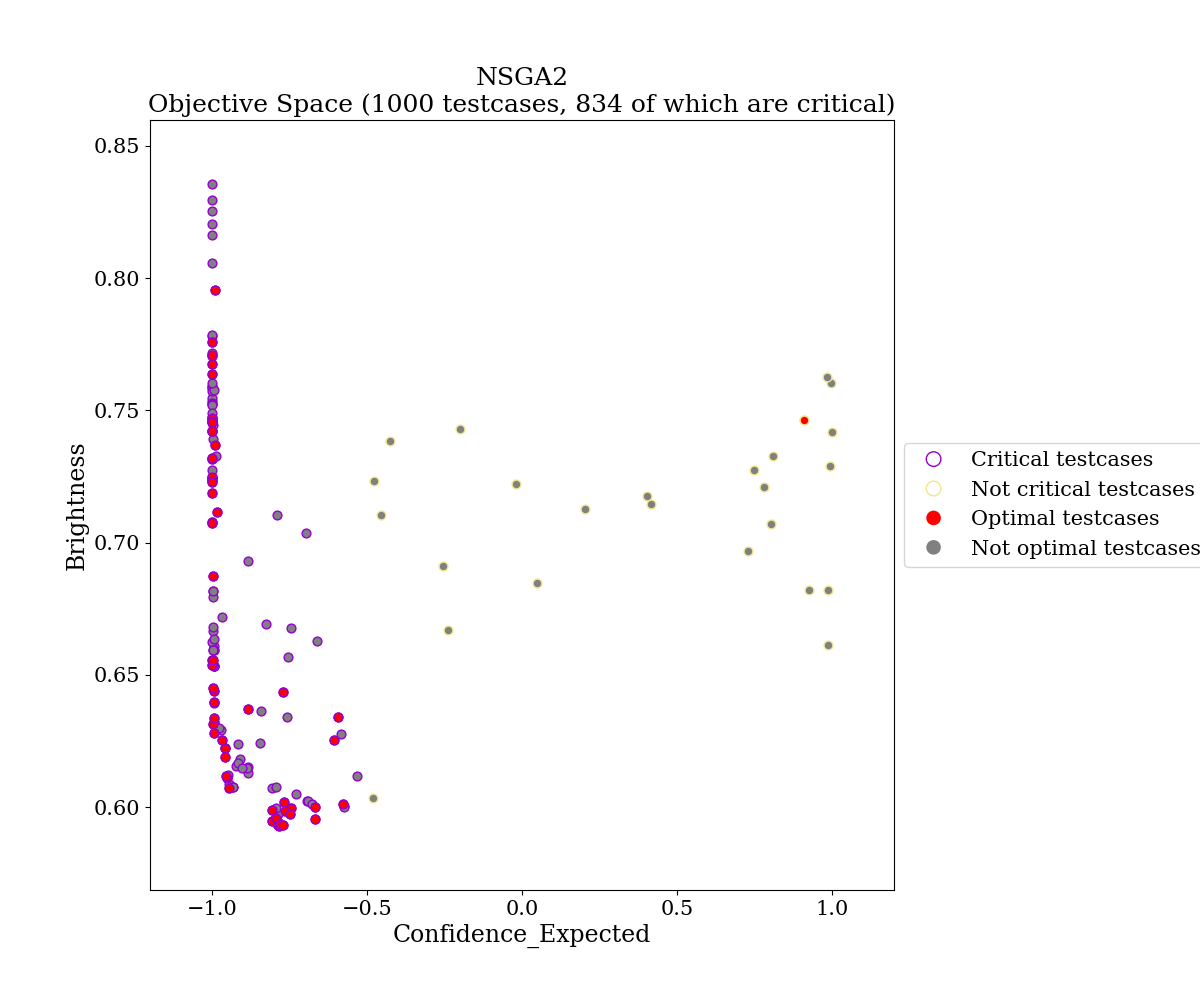 NSGA2
Objective Space (1000 testcases, 834 of which are critical)
0.85
0.80
0.75
0.70
0.65
0.60
Brightness
−1.0
−0.5
0.0
0.5
1.0
Confidence_Expected
Critical testcases
Not critical testcases
Optimal testcases
Not optimal testcases